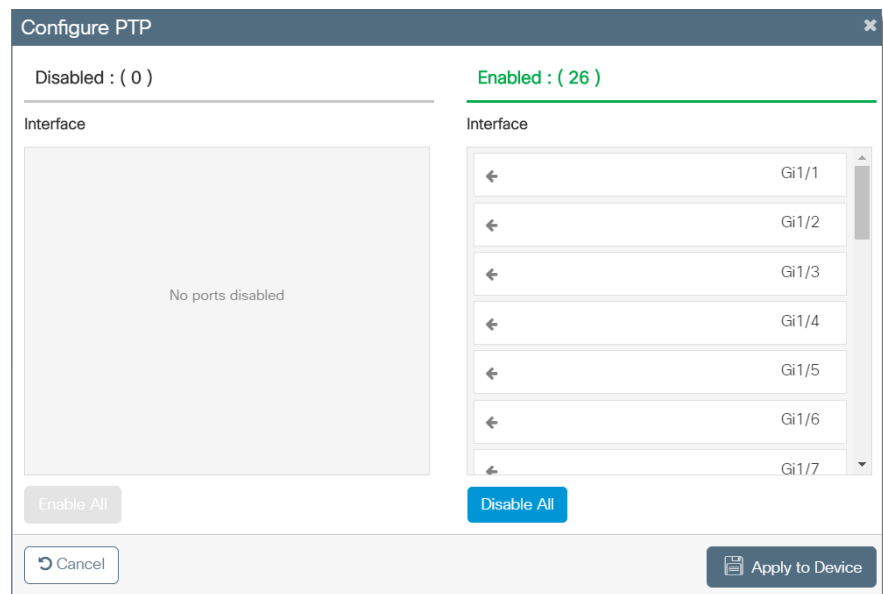 Configure PTP
Disabled : ( 0 )
Enabled : ( 26 )
Interface
Interface
No ports disabled
Gi1/1
Gi1/2
Gi1/3
Gi1/4
Gi1/5
Gi1/6
Gi1/7
Enable All
Disable All
Cancel
Apply to Device